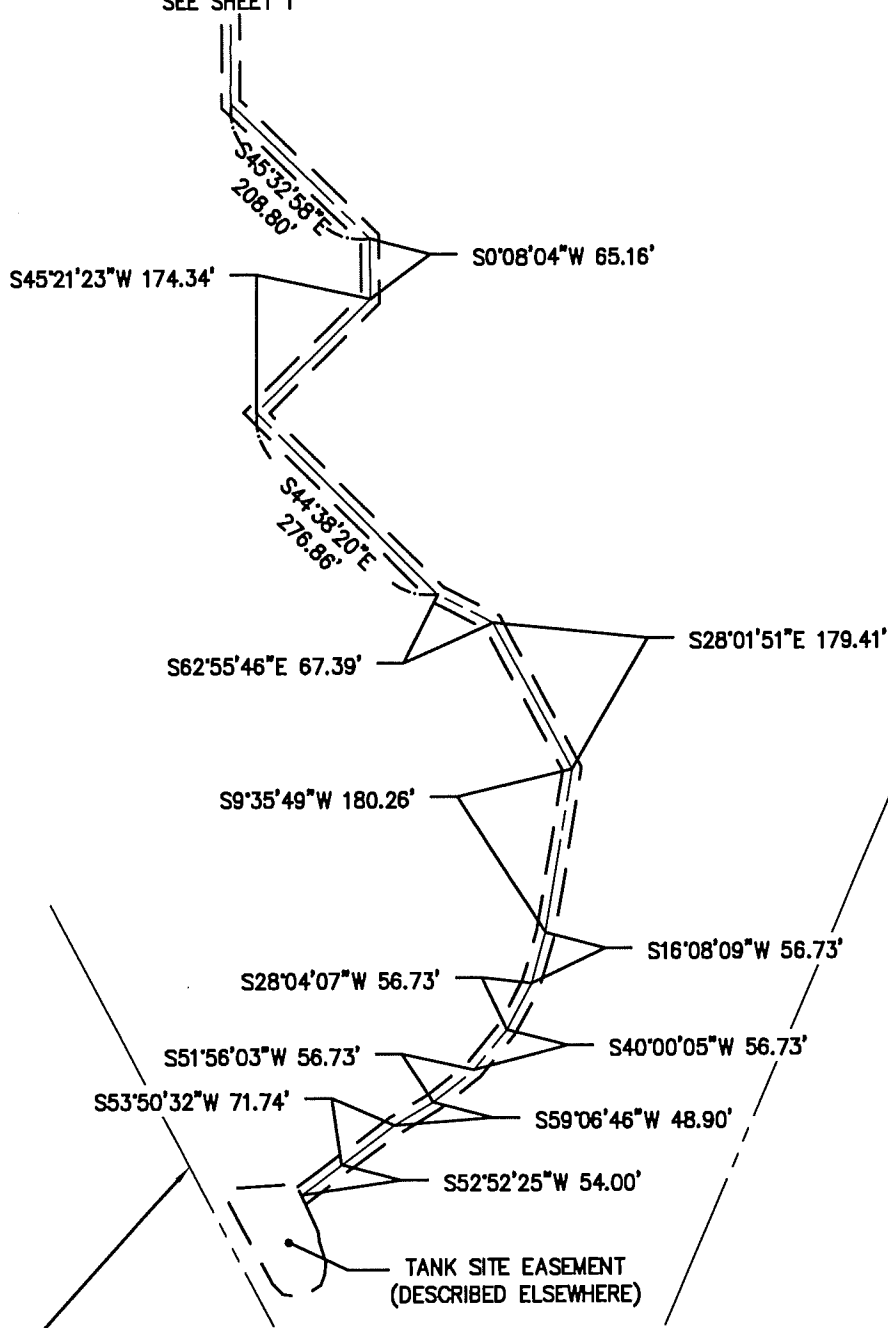 SEE SHEET 1
S45°32'58"E
208.80'
S0°08'04"W 65.16'
S45°21'23"W 174.34'
S44°38'20"E
276.86'
S28°01'51"E 179.41'
S62°55'46"E 67.39'
S9°35'49"W 180.26'
S16°08'09"W 56.73'
S28°04'07"W 56.73'
S40°00'05"W 56.73'
S51°56'03"W 56.73'
S53°50'32"W 71.74'
S59°06'46"W 48.90'
S52°52'25"W 54.00'
TANK SITE EASEMENT
(DESCRIBED ELSEWHERE)